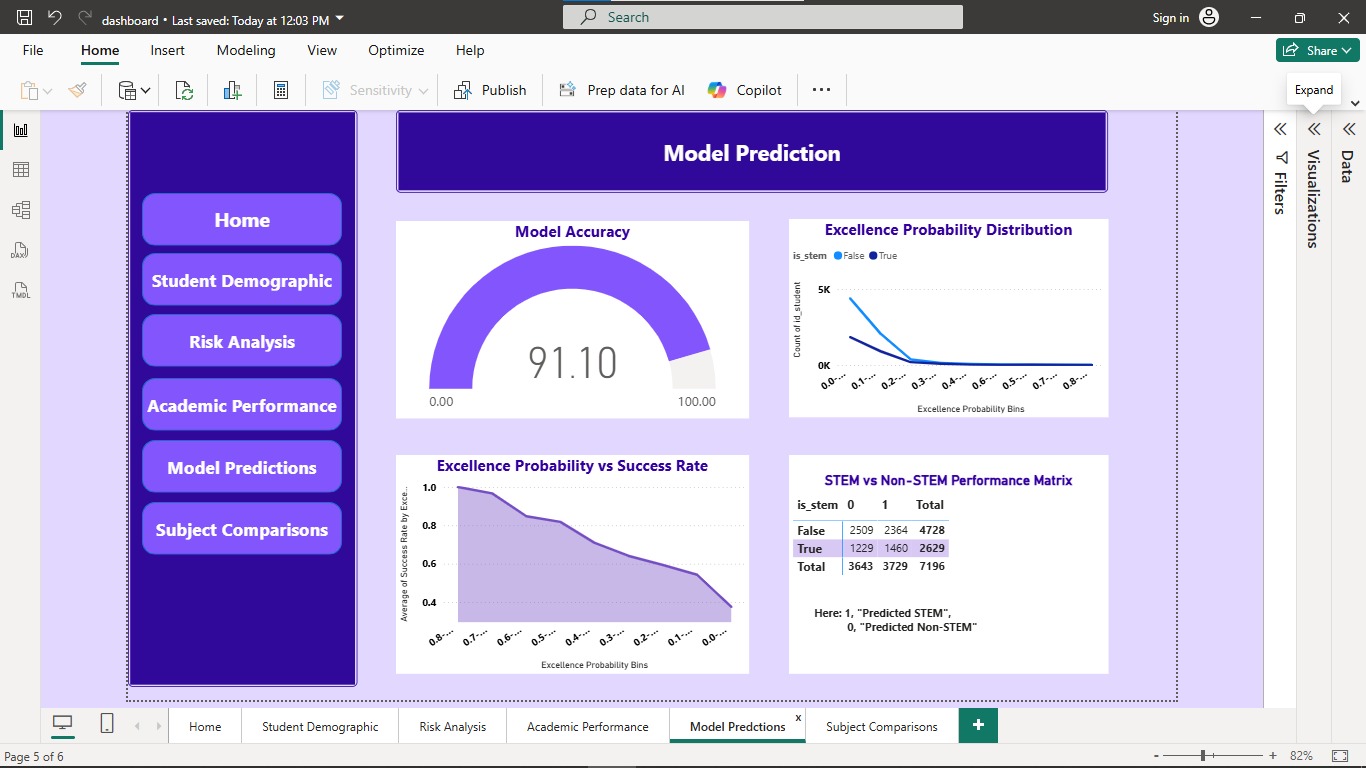 dashboard • Last saved: Today at 12:03 PM
Search
Sign in
File Home Insert Modeling View Optimize Help
Share
Sensitivity
Publish
Prep data for AI
Copilot
Expand
Model Prediction
Home
Student Demographic
Risk Analysis
Academic Performance
Model Predictions
Subject Comparisons
Model Accuracy
91.10
0.00
100.00
Excellence Probability Distribution
is_stem False True
Count of id_student
5K
0K
0.0-... 0.1-... 0.2-... 0.3-... 0.4-... 0.6-... 0.5-... 0.7-... 0.8-...
Excellence Probability Bins
Excellence Probability vs Success Rate
Average of Success Rate by Exce..
1.0
0.8
0.6
0.4
0.8-... 0.7-... 0.6-... 0.5-... 0.4-... 0.3-... 0.2-... 0.1-... 0.0-...
Excellence Probability Bins
STEM vs Non-STEM Performance Matrix
is_stem 0 1 Total
False 2509 2364 4728
True 1229 1460 2629
Total 3643 3729 7196
Here: 1, "Predicted STEM",
0, "Predicted Non-STEM"
Filters
Visualizations
Data
DAX
TMDL
Home
Student Demographic
Risk Analysis
Academic Performance
Model Predctions
x
Subject Comparisons
+
Page 5 of 6
- + 82%